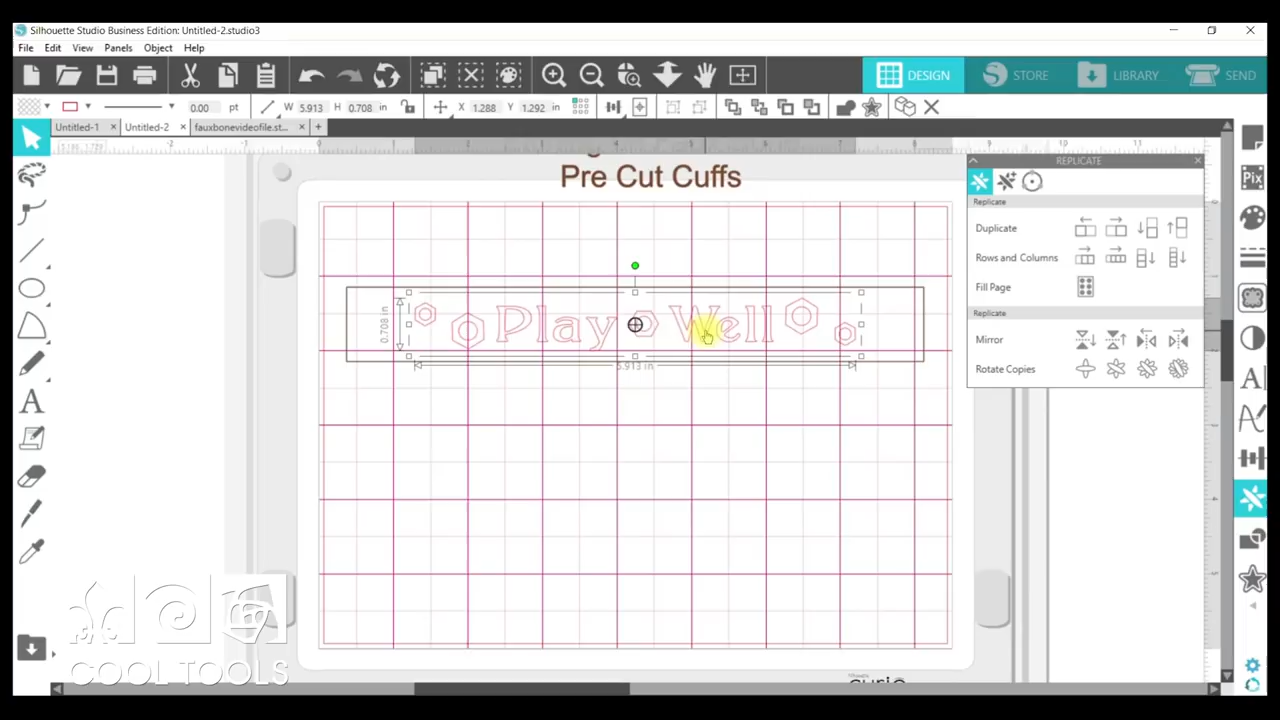 Silhouette Studio Business Edition: Untitled-2.studio3
File Edit View Panels Object Help
DESIGN STORE LIBRARY SEND
0.00 pt W 5.913 H 0.708 in X 1.288 Y 1.292 in
Untitled-1 Untitled-2 fauxbonevideofile.st...
REPLICATE
Pre Cut Cuffs
Replicate
Duplicate
Rows and Columns
Fill Page
Replicate
Mirror
Rotate Copies
Play Well
0.708 in
5.913 in
Pix
COOL TOOLS